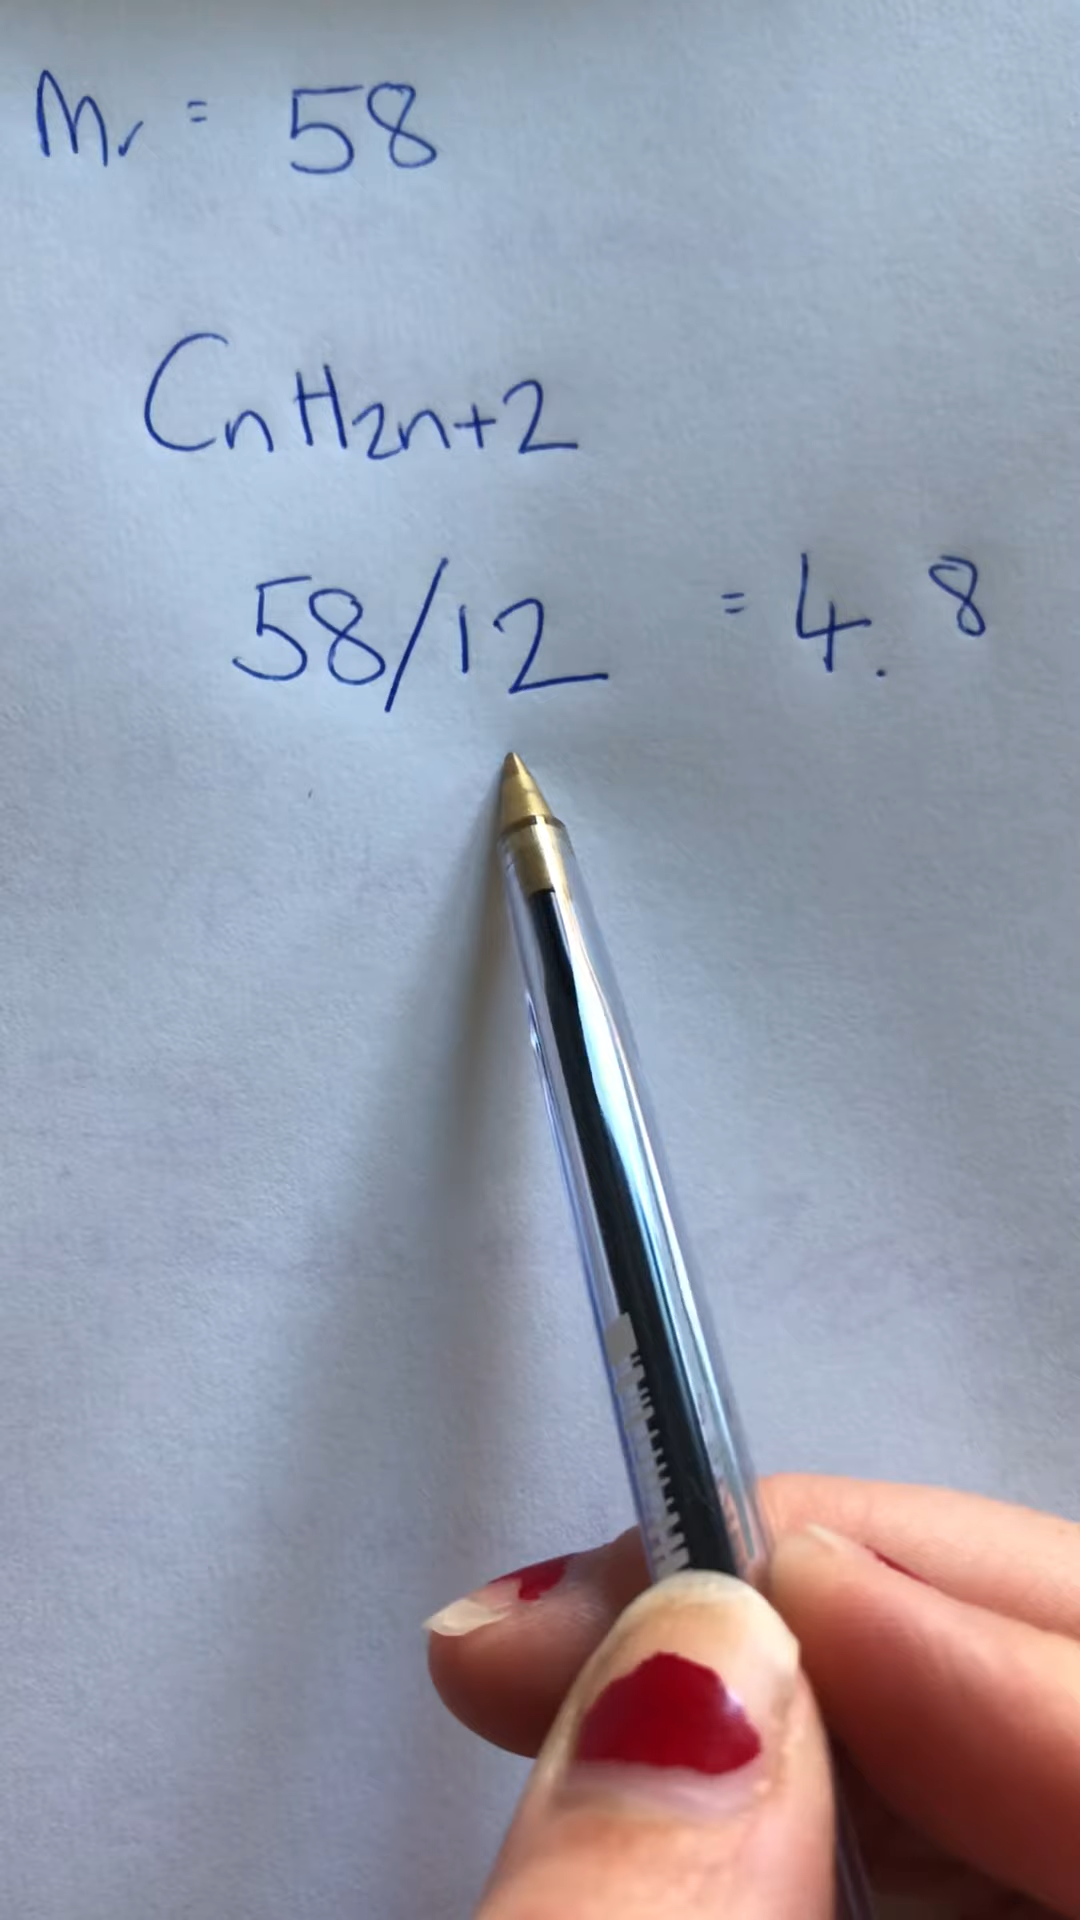 Mr = 58
CnH2n+2
58/12 = 4.8